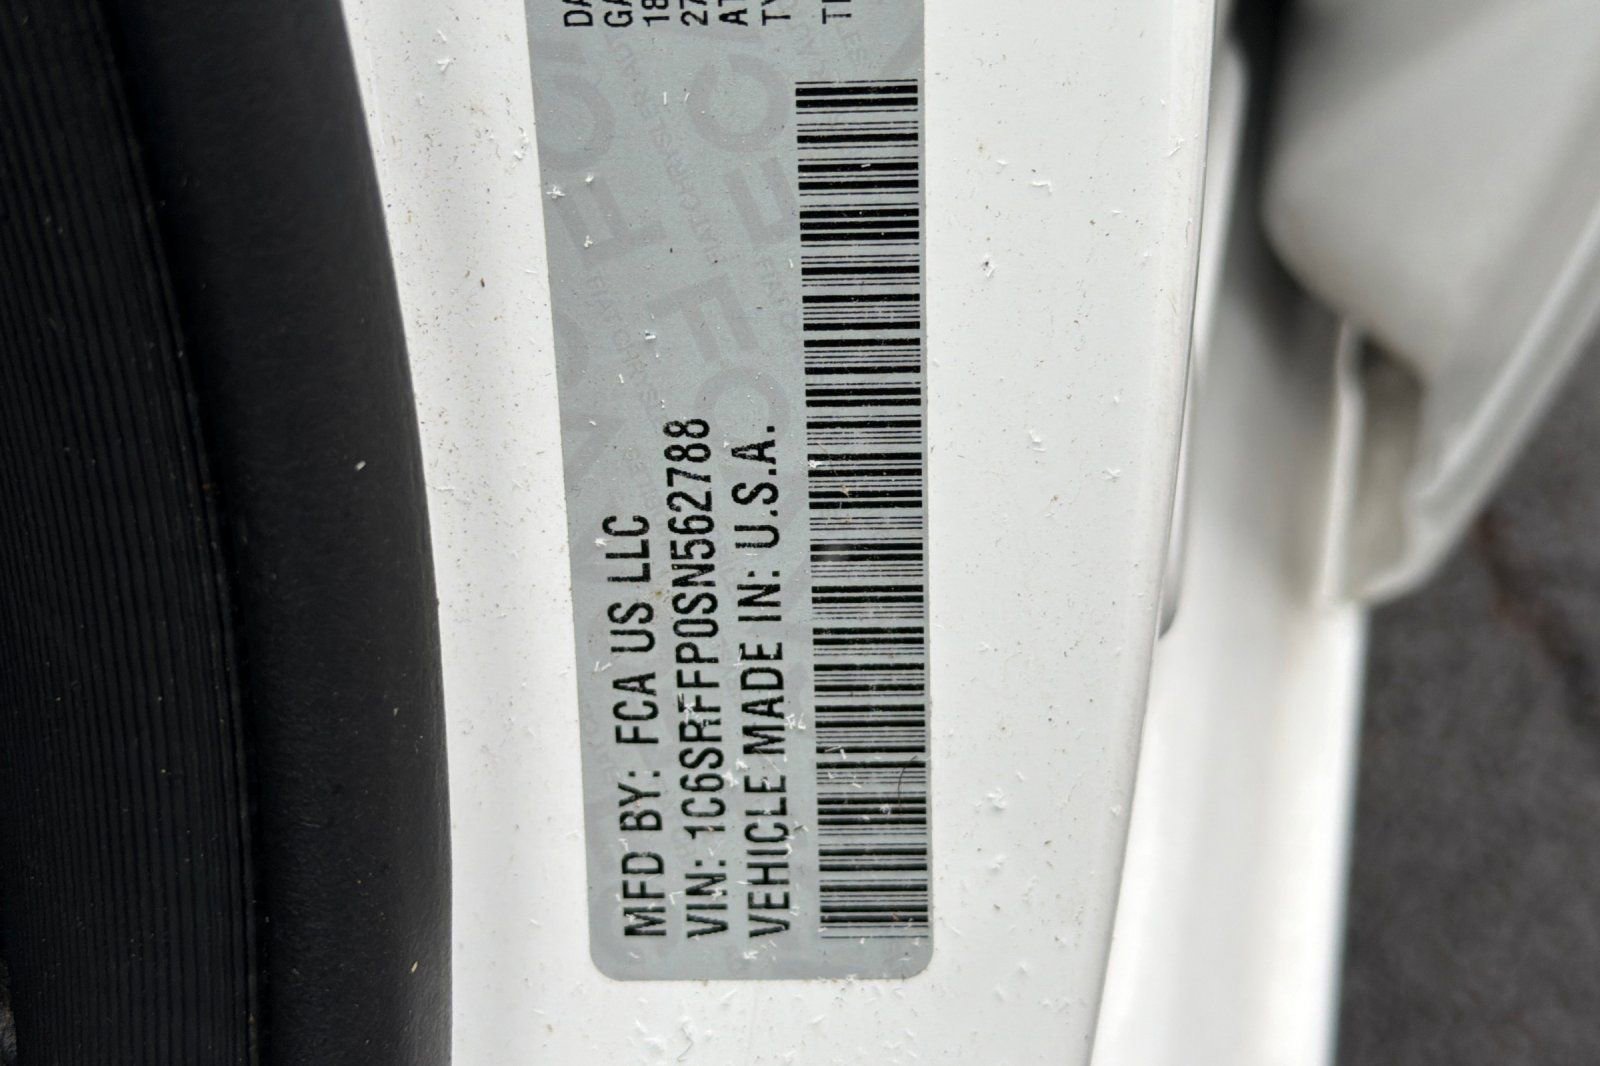 MFD BY: FCA US LLC
VIN: 1C6SRFFP0SN562788
VEHICLE MADE IN: U.S.A.